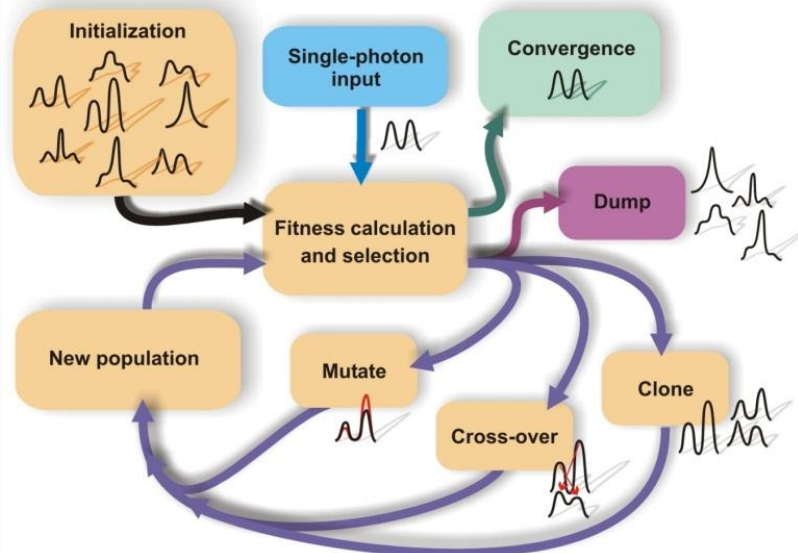 Initialization
Single-photon
input
Convergence
Dump
Fitness calculation
and selection
New population
Mutate
Cross-over
Clone